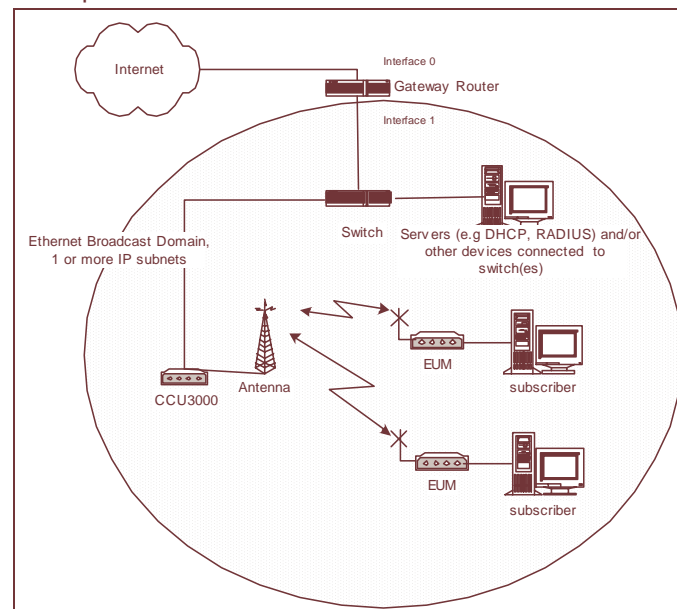 Internet
Interface 0
Gateway Router
Interface 1
Switch
Servers (e.g DHCP, RADIUS) and/or
other devices connected to
switch(es)
Ethernet Broadcast Domain,
1 or more IP subnets
Antenna
CCU3000
EUM
subscriber
EUM
subscriber